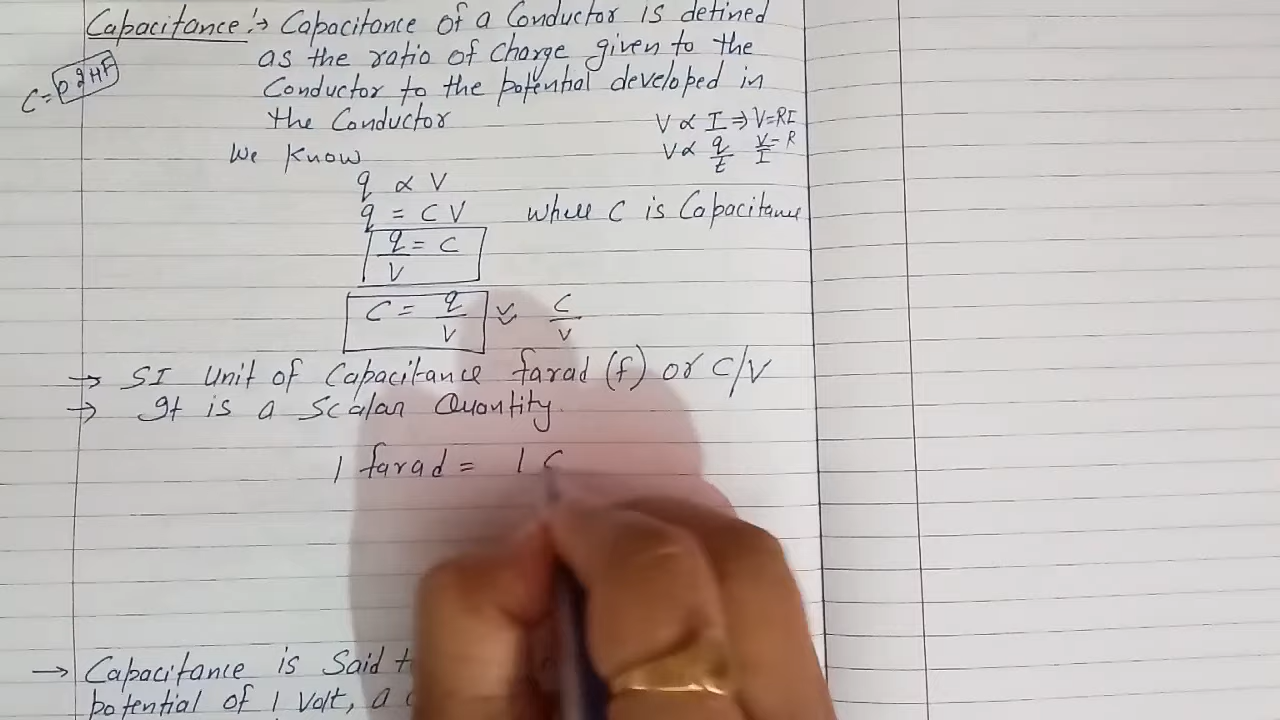 Capacitance :→ Capacitance of a Conductor is defined
as the ratio of Charge given to the
Conductor to the potential developed in
the Conductor
C=
V ∝ I ⇒ V=RI
V ∝ q/t V/I = R
We Know
q ∝ V
q = CV where C is Capacitance
q/V = C
C = q/V C/V
→ SI Unit of Capacitance farad (f) or C/V
→ It is a Scalar Quantity.
1 farad = 1 C
→ Capacitance is Said
potential of 1 Volt, a